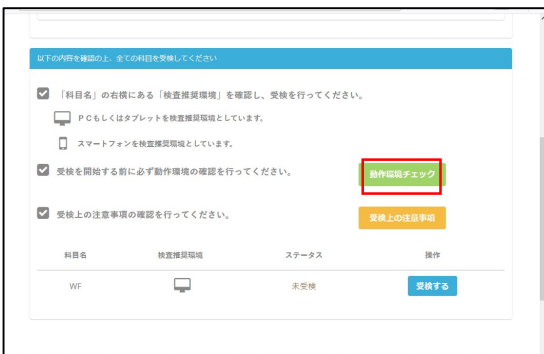 以下の内容を確認の上、全ての科目を受検してください
「科目名」の右横にある「検査推奨環境」を確認し、受検を行ってください。
ＰＣもしくはタブレットを検査推奨環境としています。
スマートフォンを検査推奨環境としています。
受検を開始する前に必ず動作環境の確認を行ってください。
動作環境チェック
受検上の注意事項の確認を行ってください。
受検上の注意事項
科目名 検査推奨環境 ステータス 操作
WF 未受検 受検する